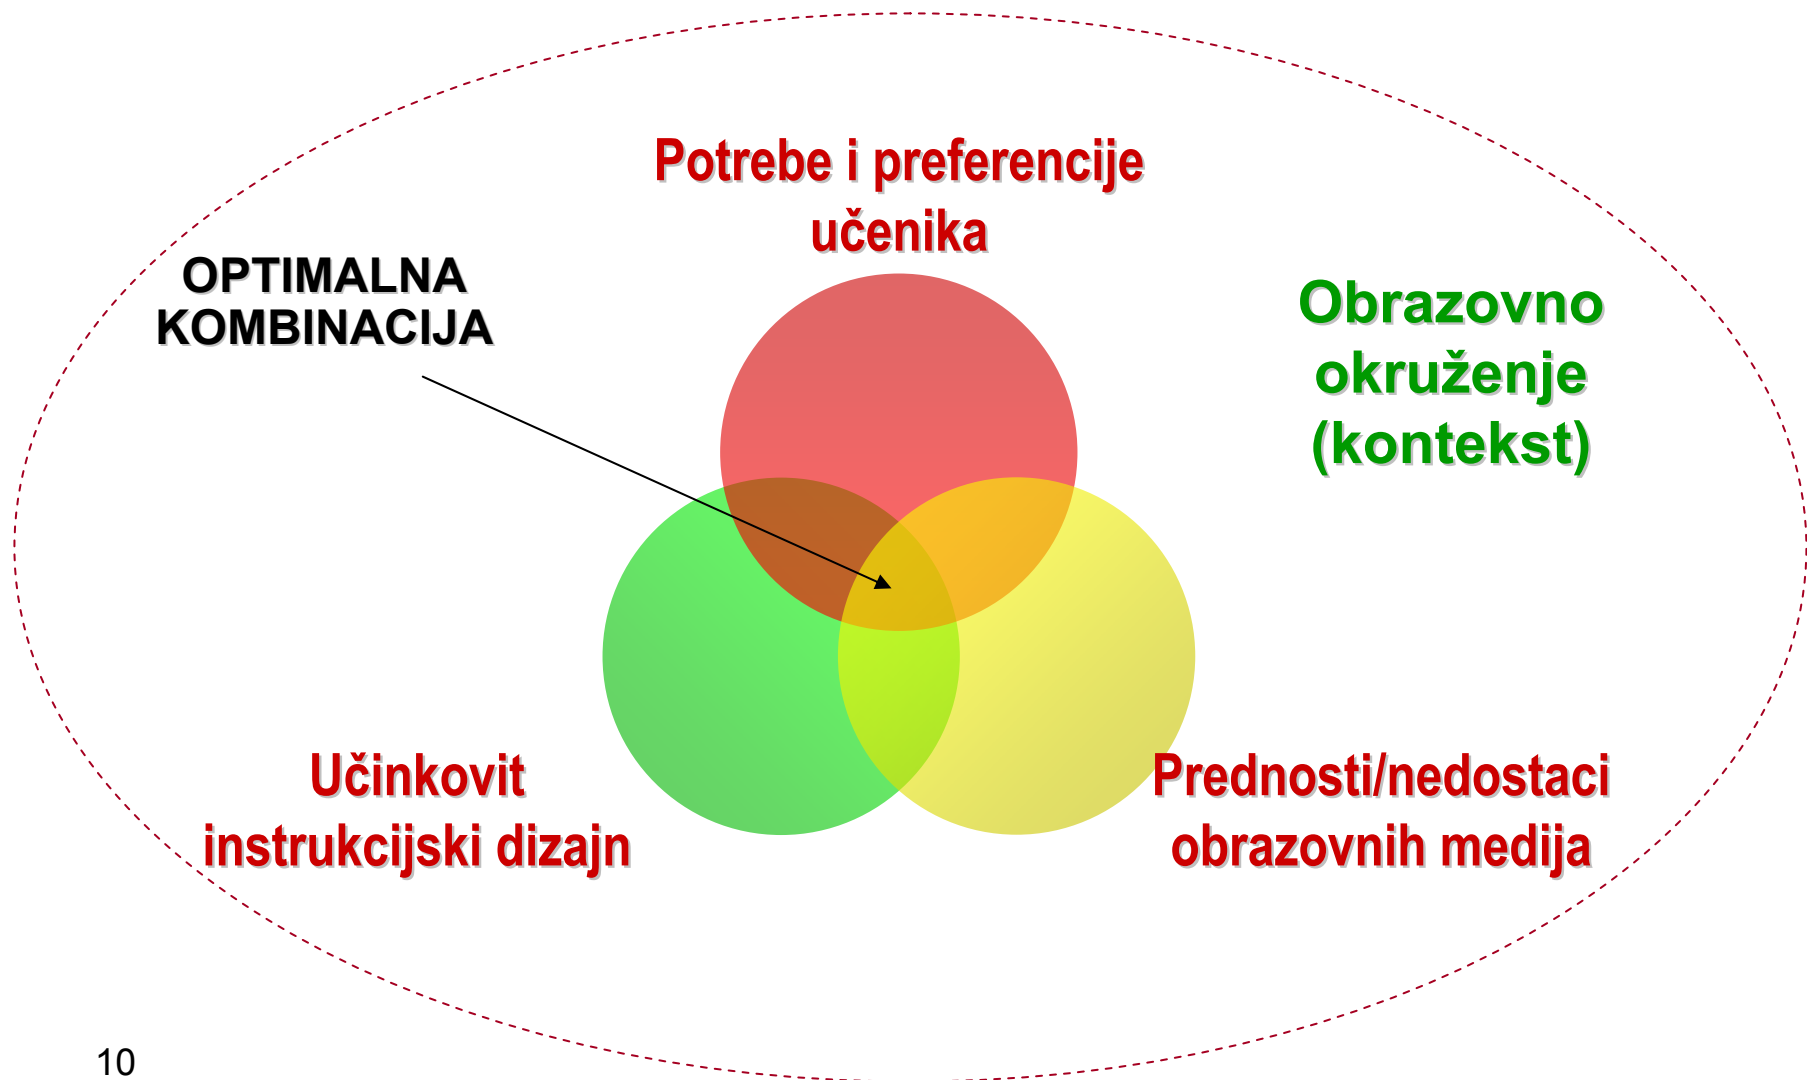 Potrebe i preferencije
učenika
OPTIMALNA
KOMBINACIJA
Obrazovno
okruženje
(kontekst)
Učinkovit
instrukcijski dizajn
Prednosti/nedostaci
obrazovnih medija
10